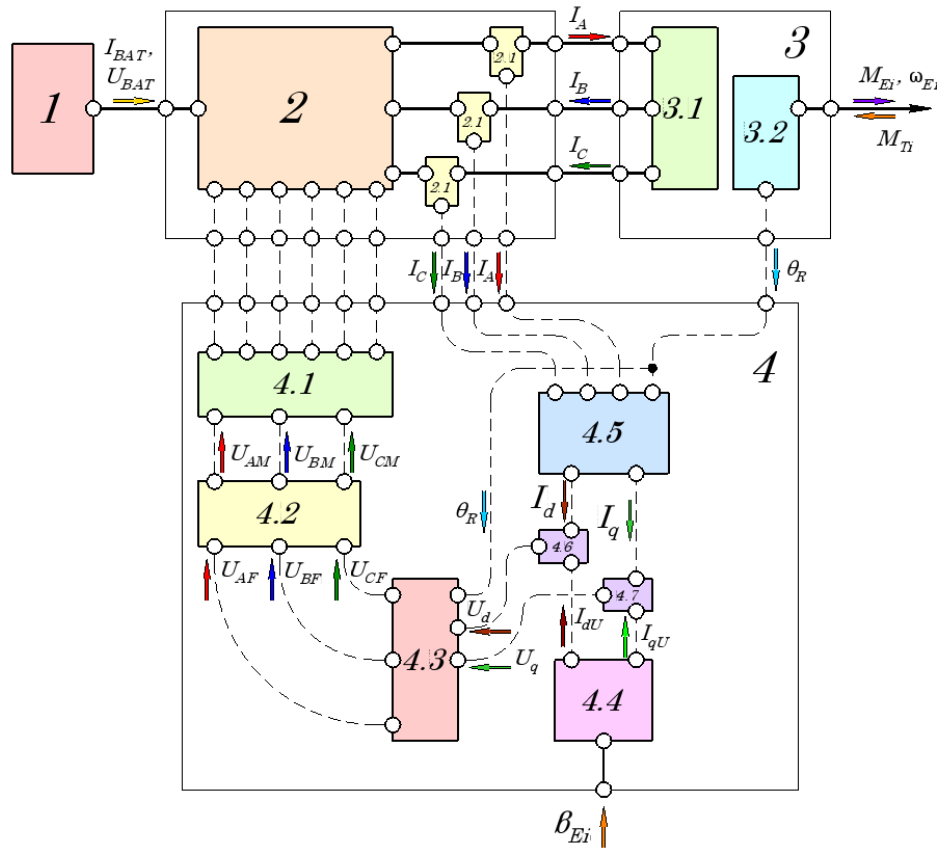 I_A
3
I_BAT,
U_BAT
1
2
2.1
I_B
2.1
3.1
3.2
M_Ei, ω_Ei
M_Ti
I_C
2.1
I_C
I_B
I_A
θ_R
4.1
4
U_AM
U_BM
U_CM
4.5
4.2
θ_R
I_d
I_q
4.6
U_AF
U_BF
U_CF
U_d
4.7
I_dU
I_qU
4.3
U_q
4.4
β_Ei